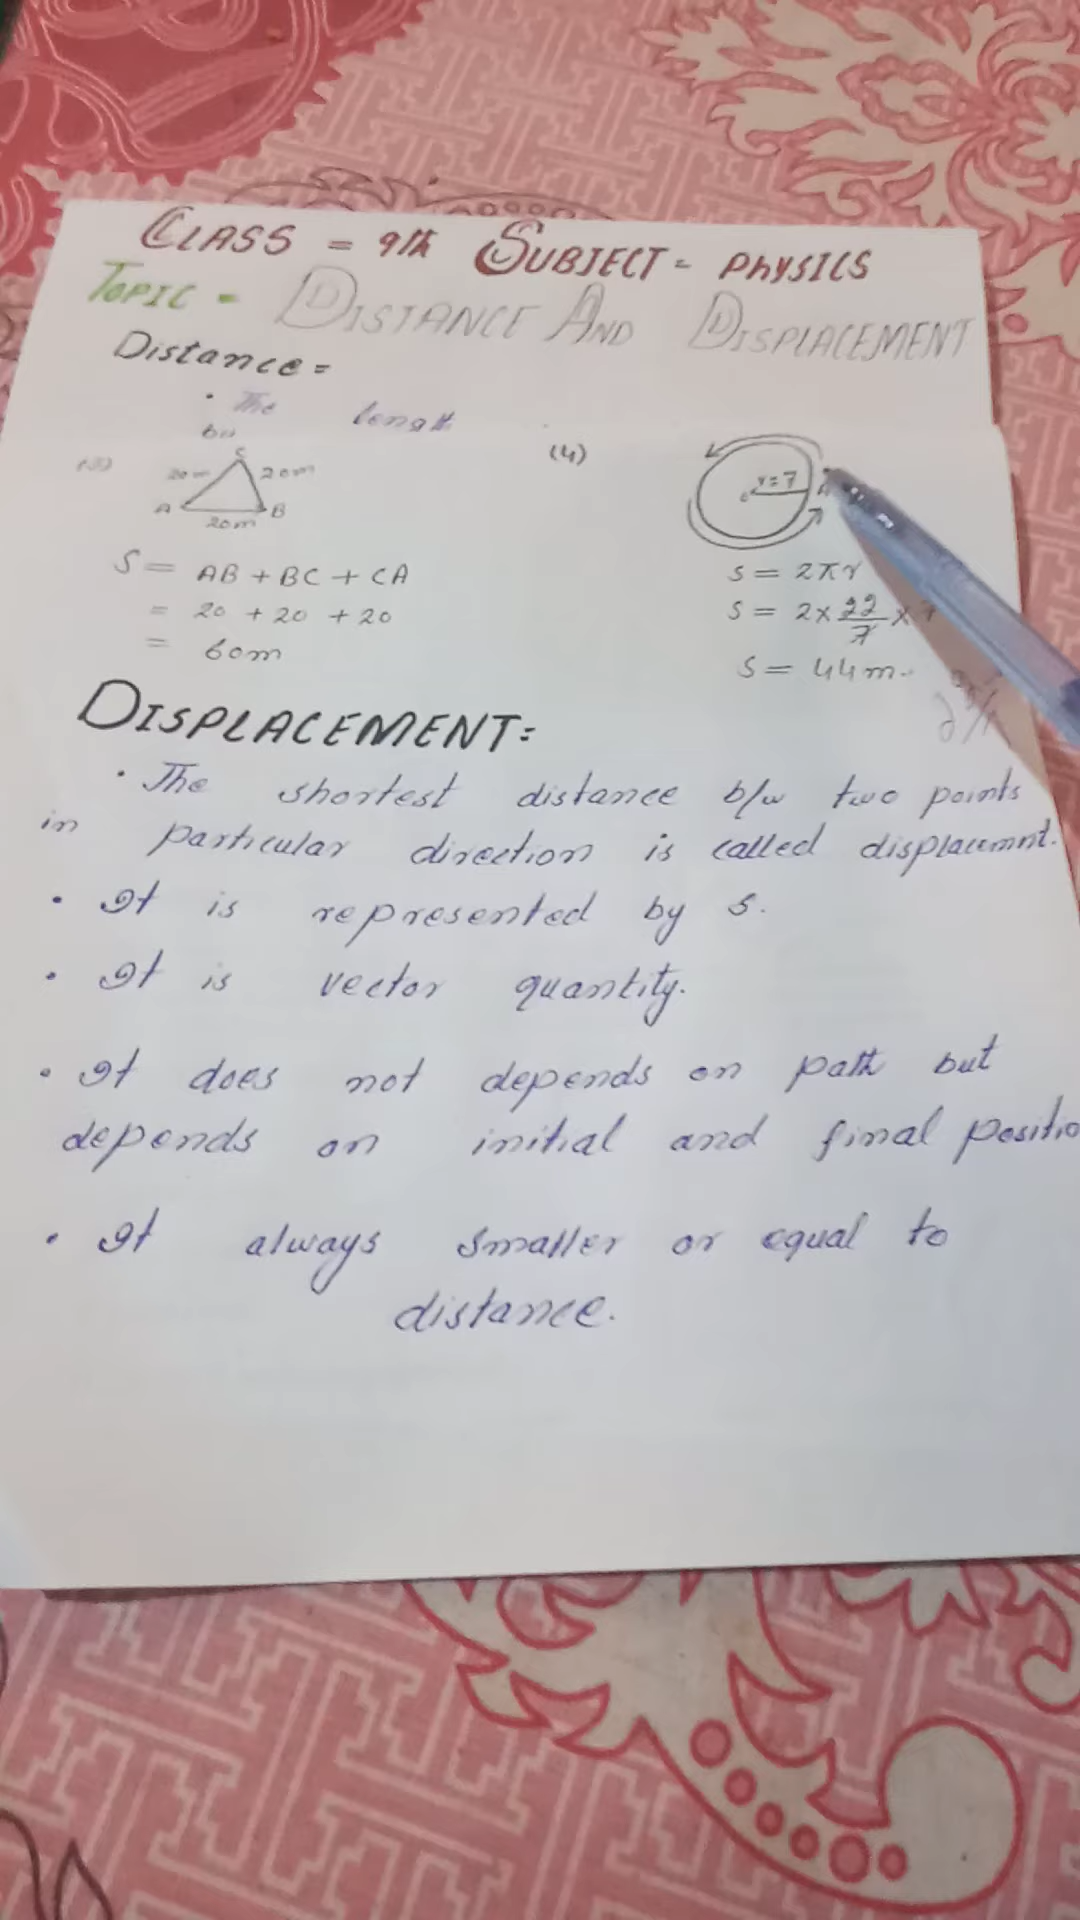 CLASS = 9th SUBJECT = PHYSICS
TOPIC = DISTANCE AND DISPLACEMENT
Distance =
• The length
20m 20m
A B
20m
S = AB + BC + CA
= 20 + 20 + 20
= 60m
(4)
r=7
S = 2πr
S = 2 x 22/7 x 7
S = 44m.
DISPLACEMENT:
• The shortest distance b/w two points
in particular direction is called displacemnt.
• It is represented by s.
• It is vector quantity.
• It does not depends on path but
depends on initial and final positio
• It always smaller or equal to
distance.